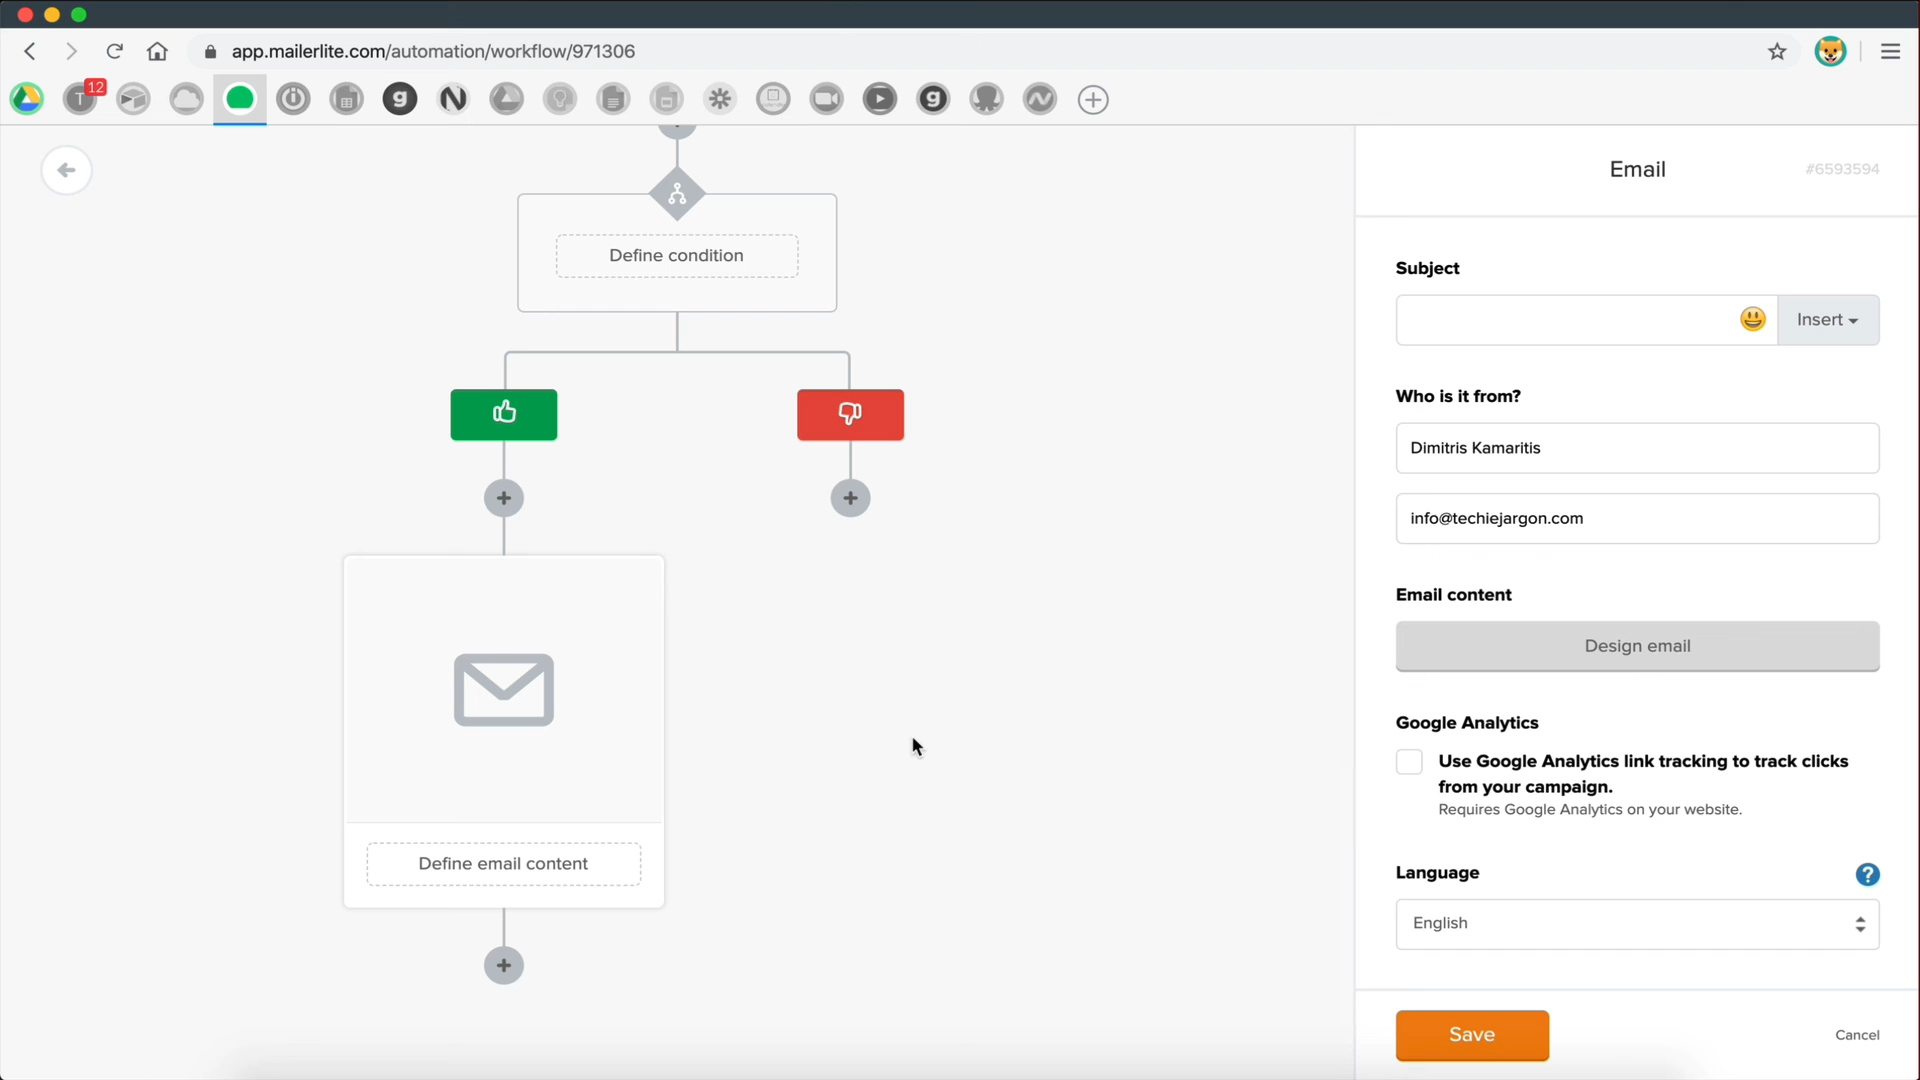 app.mailerlite.com/automation/workflow/971306
T
12
g
N
g
Email
#6593594
Define condition
Subject
Insert
Who is it from?
Dimitris Kamaritis
info@techiejargon.com
Email content
Design email
Google Analytics
Use Google Analytics link tracking to track clicks
from your campaign.
Requires Google Analytics on your website.
Define email content
Language
?
English
Save
Cancel